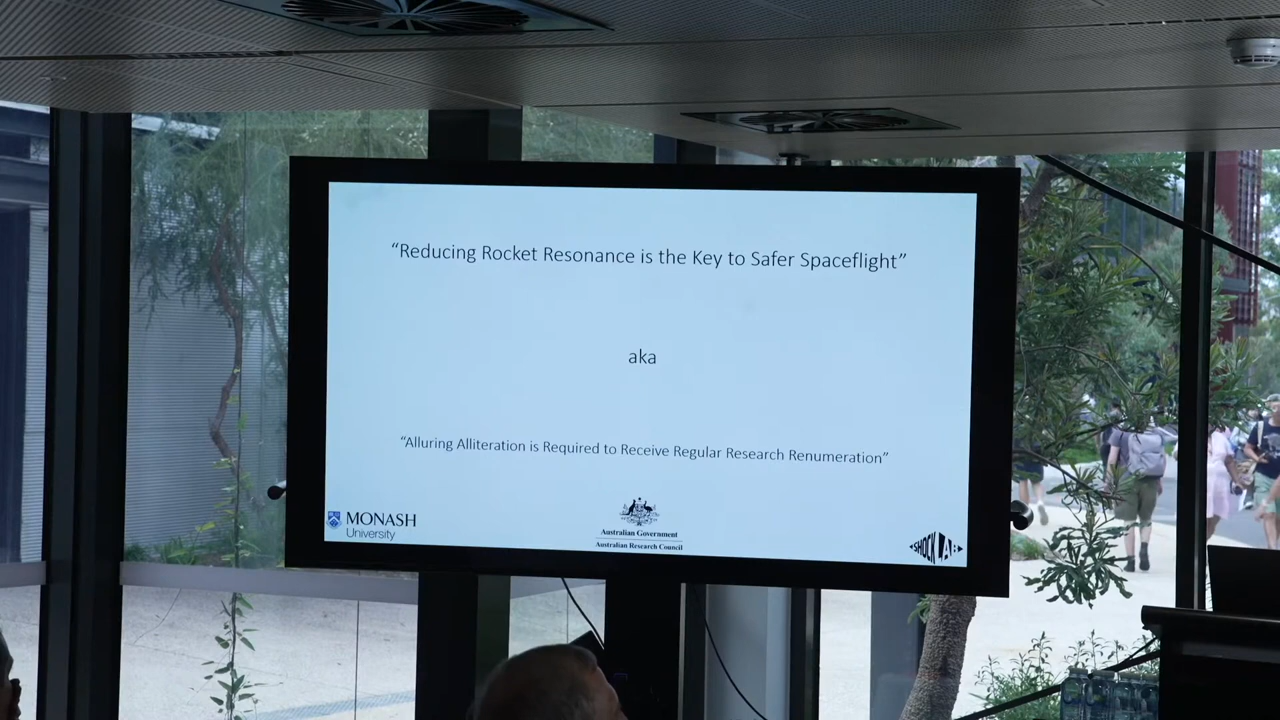 “Reducing Rocket Resonance is the Key to Safer Spaceflight”
aka
“Alluring Alliteration is Required to Receive Regular Research Renumeration”
MONASH
University
Australian Government
Australian Research Council
SHOCK LAB